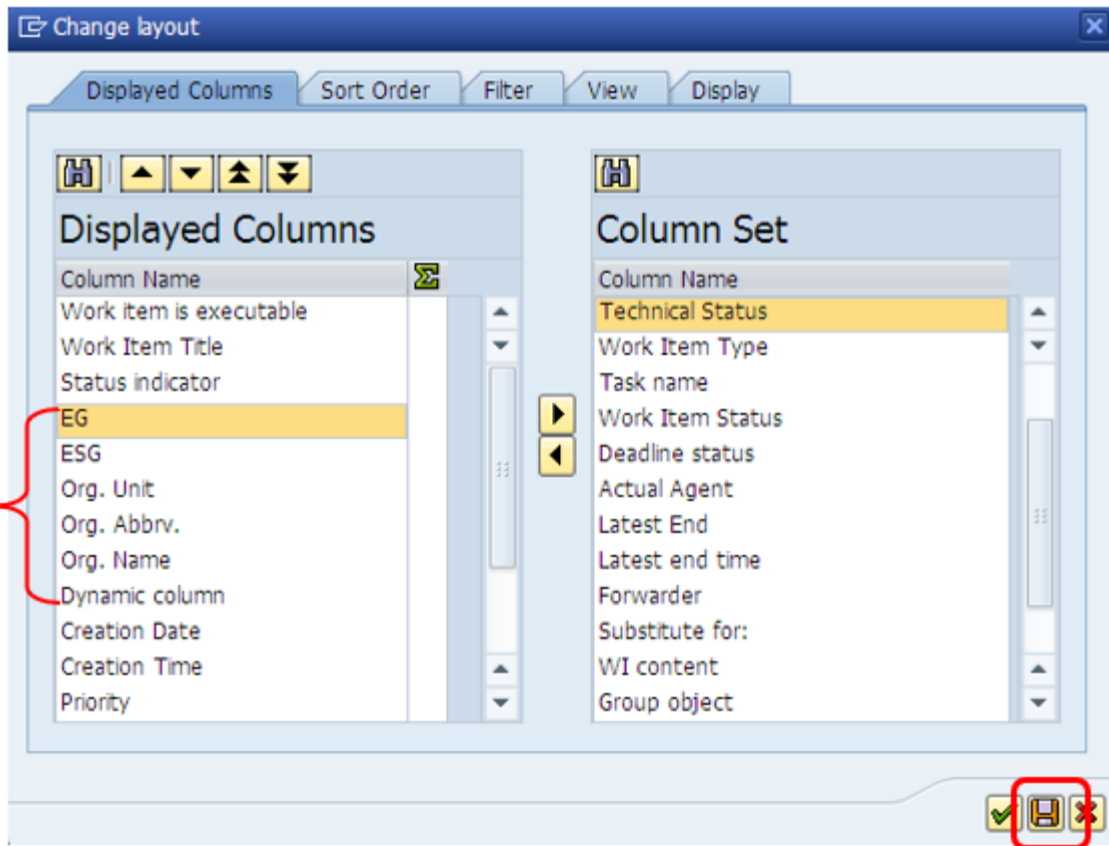 Change layout
Displayed Columns
Sort Order
Filter
View
Display
Displayed Columns
Column Name
Work item is executable
Work Item Title
Status indicator
EG
ESG
Org. Unit
Org. Abbrv.
Org. Name
Dynamic column
Creation Date
Creation Time
Priority
Column Set
Column Name
Technical Status
Work Item Type
Task name
Work Item Status
Deadline status
Actual Agent
Latest End
Latest end time
Forwarder
Substitute for:
WI content
Group object